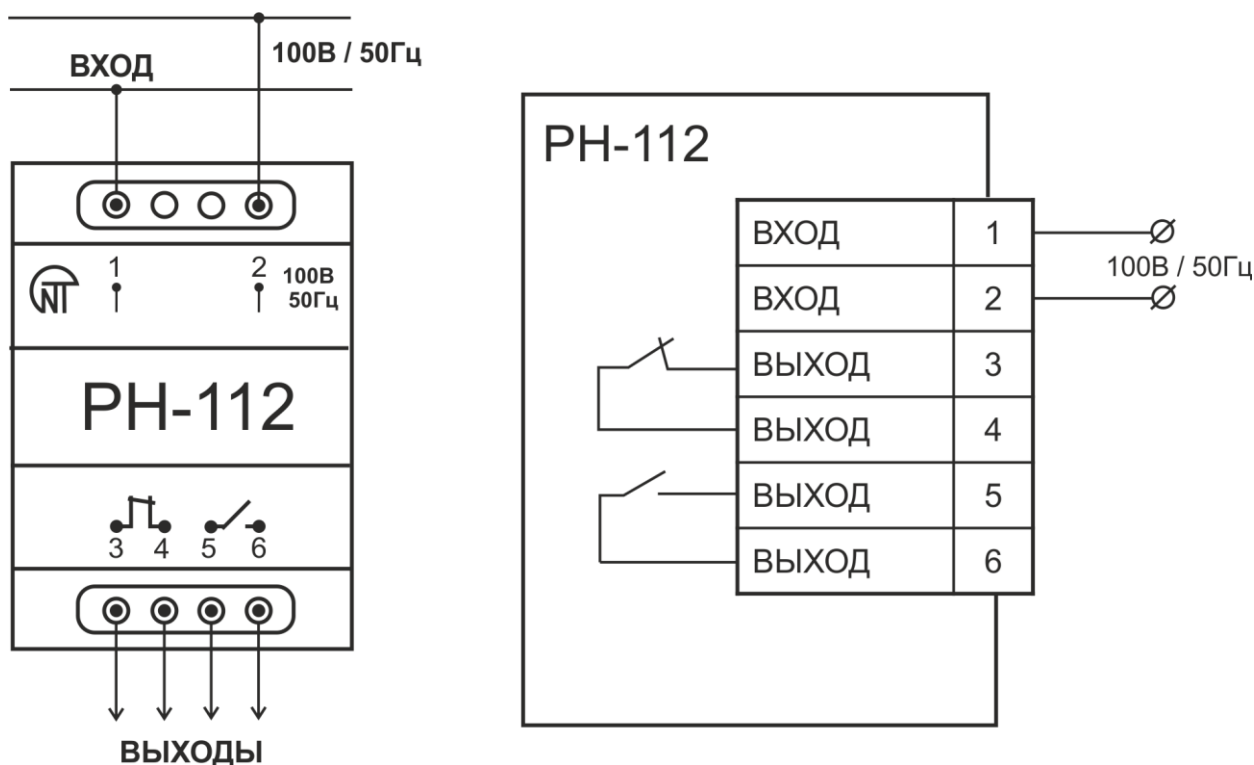 100В / 50Гц
ВХОД
1 2 100В
50Гц
РН-112
3 4 5 6
ВЫХОДЫ
РН-112
ВХОД 1
100В / 50Гц
ВХОД 2
ВЫХОД 3
ВЫХОД 4
ВЫХОД 5
ВЫХОД 6